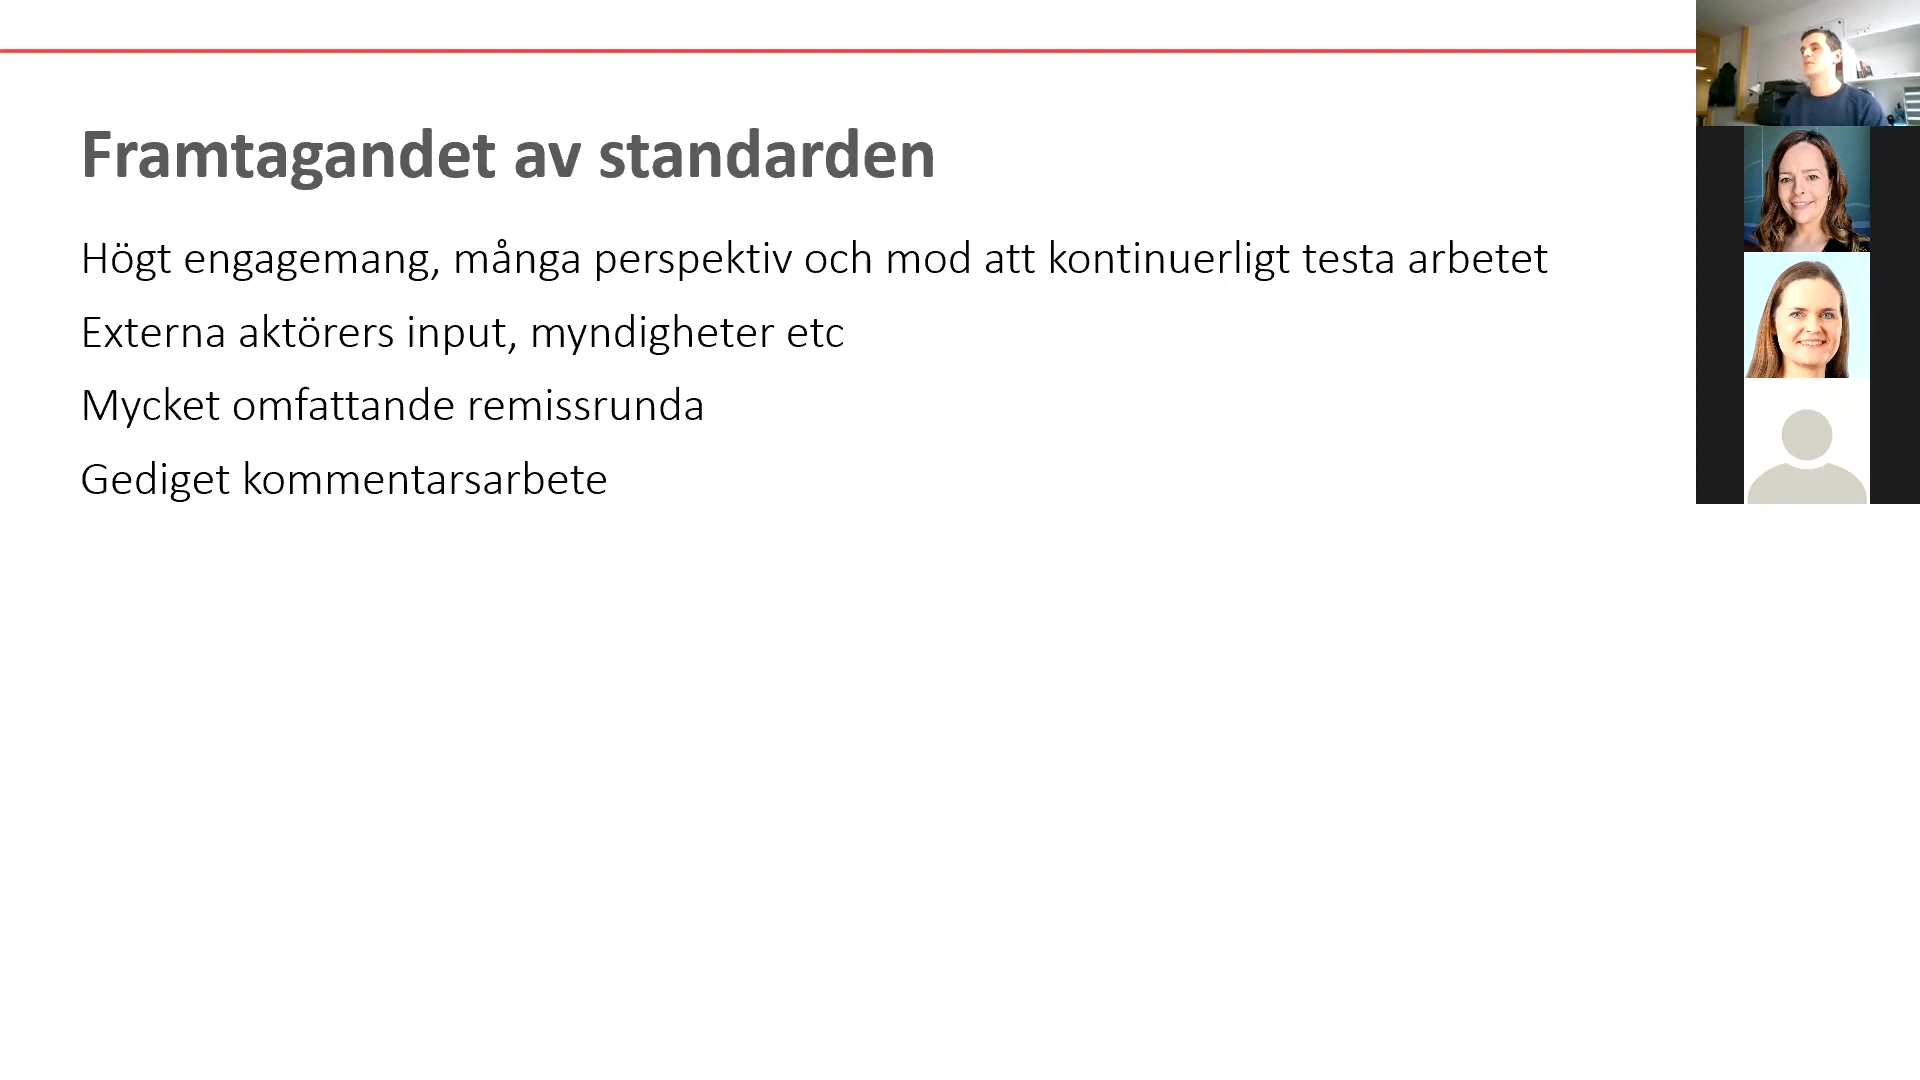 Framtagandet av standarden
Högt engagemang, många perspektiv och mod att kontinuerligt testa arbetet
Externa aktörers input, myndigheter etc
Mycket omfattande remissrunda
Gediget kommentarsarbete